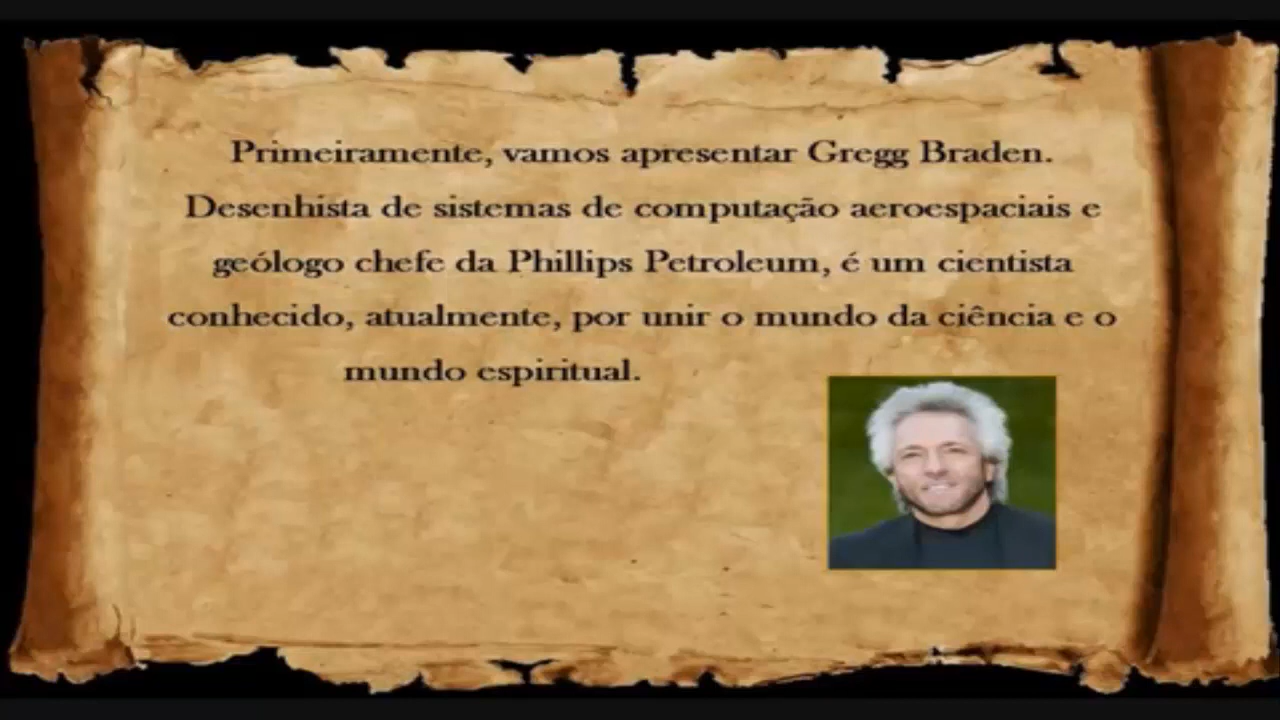 Primeiramente, vamos apresentar Gregg Braden.
Desenhista de sistemas de computação aeroespaciais e
geólogo chefe da Phillips Petroleum, é um cientista
conhecido, atualmente, por unir o mundo da ciência e o
mundo espiritual.